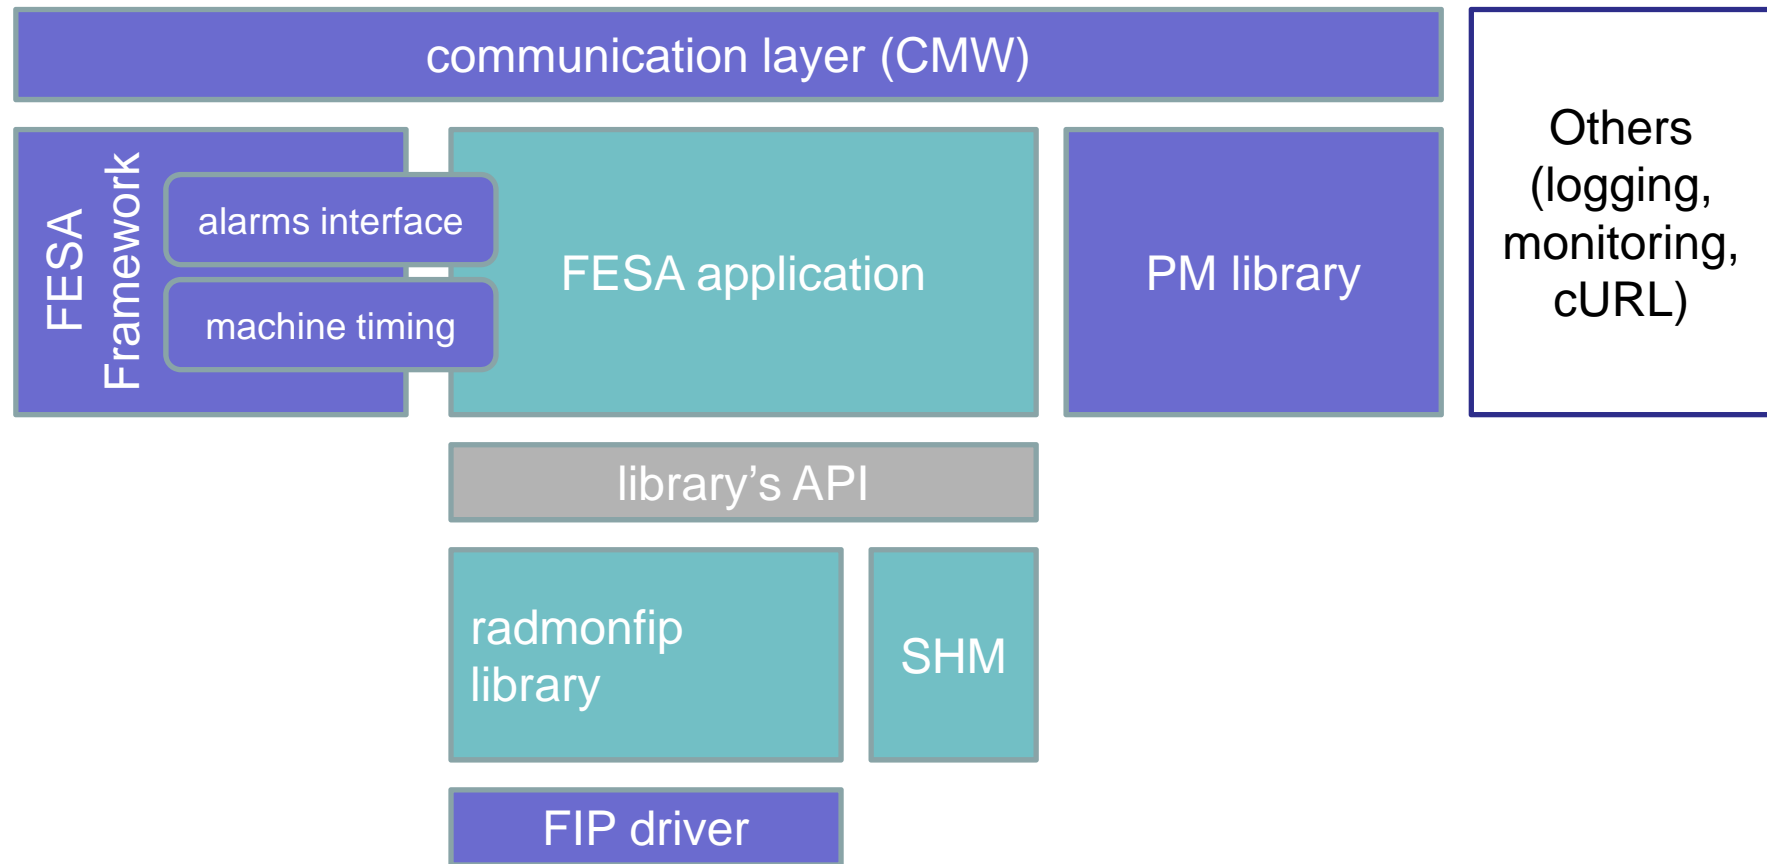 communication layer (CMW)
FESA
Framework
alarms interface
machine timing
FESA application
PM library
Others
(logging,
monitoring,
cURL)
library’s API
radmonfip
library
SHM
FIP driver